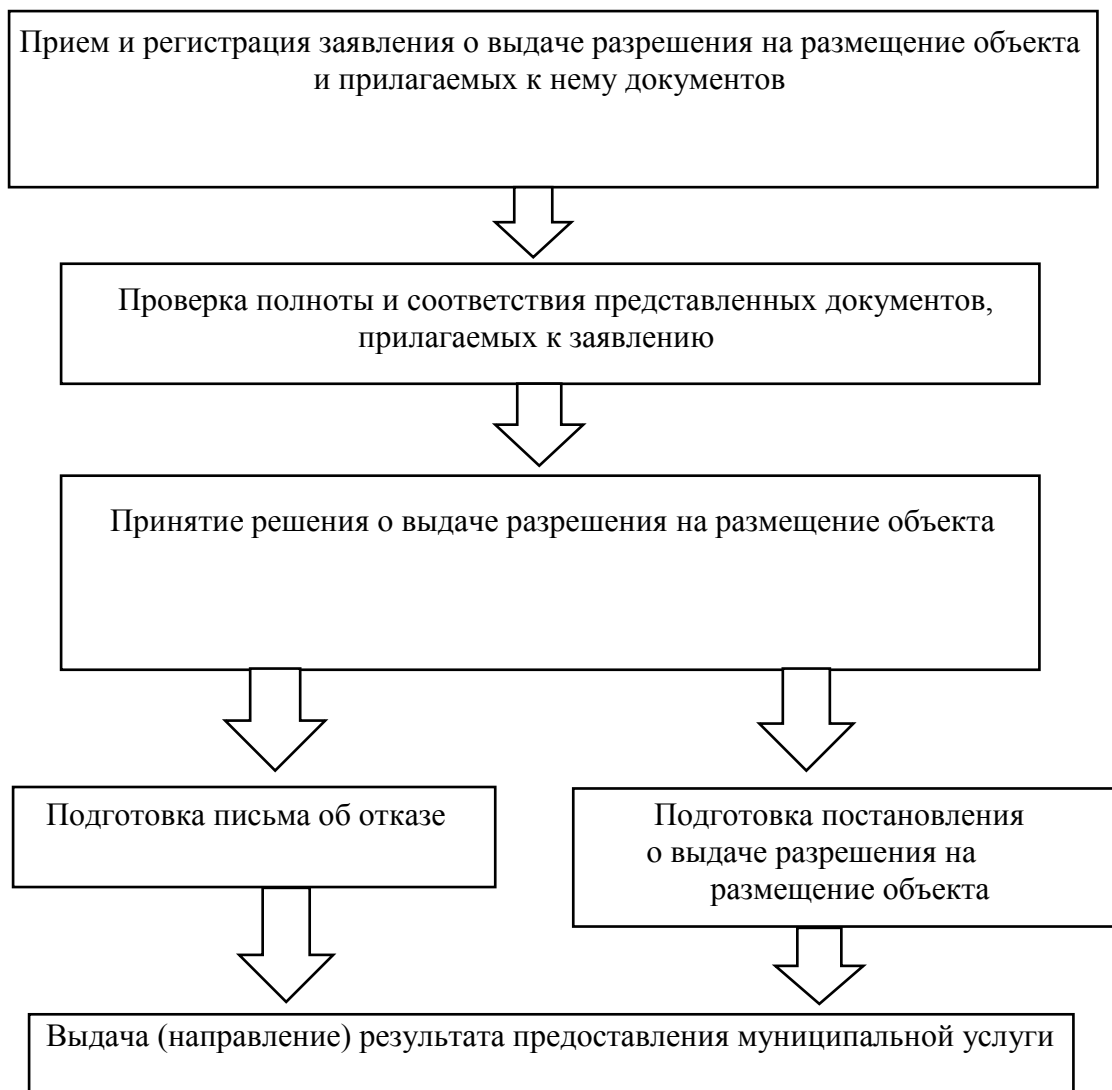 Прием и регистрация заявления о выдаче разрешения на размещение объекта
и прилагаемых к нему документов
Проверка полноты и соответствия представленных документов,
прилагаемых к заявлению
Принятие решения о выдаче разрешения на размещение объекта
Подготовка письма об отказе
Подготовка постановления
о выдаче разрешения на
размещение объекта
Выдача (направление) результата предоставления муниципальной услуги